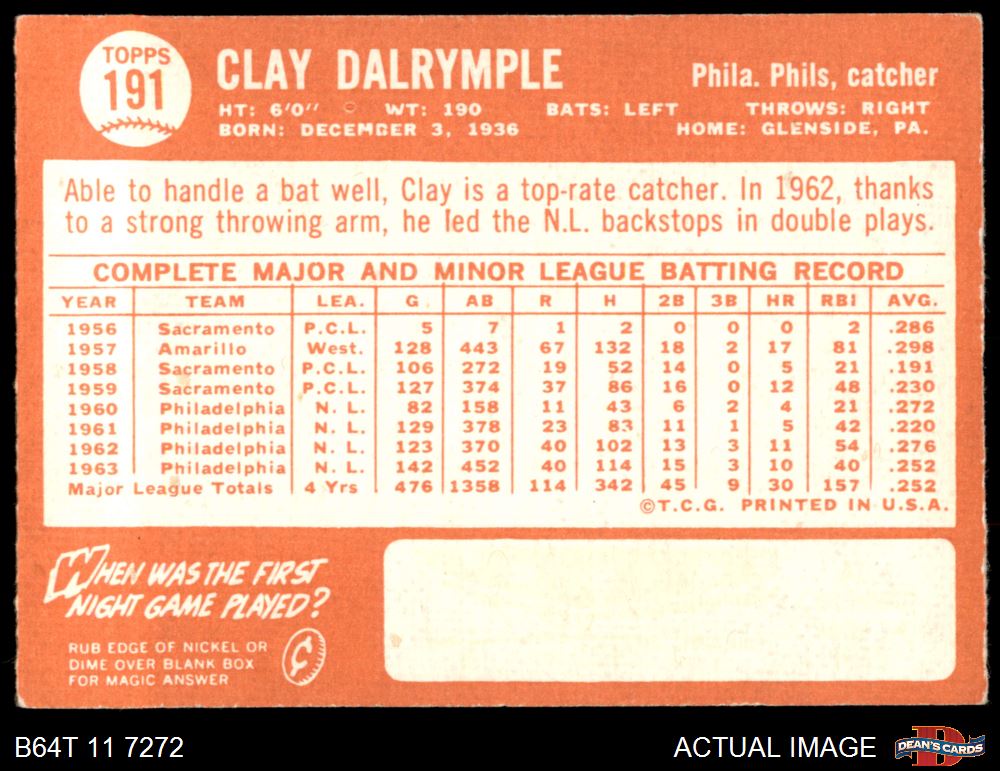 TOPPS
191
CLAY DALRYMPLE
Phila. Phils, catcher
HT: 6'0" WT: 190 BATS: LEFT THROWS: RIGHT
BORN: DECEMBER 3, 1936 HOME: GLENSIDE, PA.
Able to handle a bat well, Clay is a top-rate catcher. In 1962, thanks
to a strong throwing arm, he led the N.L. backstops in double plays.
COMPLETE MAJOR AND MINOR LEAGUE BATTING RECORD
YEAR TEAM LEA. G AB R H 2B 3B HR RBI AVG.
1956 Sacramento P.C.L. 5 7 1 2 0 0 0 2 .286
1957 Amarillo West. 128 443 67 132 18 2 17 81 .298
1958 Sacramento P.C.L. 106 272 19 52 14 0 5 21 .191
1959 Sacramento P.C.L. 127 374 37 86 16 0 12 48 .230
1960 Philadelphia N. L. 82 158 11 43 6 2 4 21 .272
1961 Philadelphia N. L. 129 378 23 83 11 1 5 42 .220
1962 Philadelphia N. L. 123 370 40 102 13 3 11 54 .276
1963 Philadelphia N. L. 142 452 40 114 15 3 10 40 .252
Major League Totals 4 Yrs 476 1358 114 342 45 9 30 157 .252
©T.C.G. PRINTED IN U.S.A.
WHEN WAS THE FIRST
NIGHT GAME PLAYED?
RUB EDGE OF NICKEL OR
DIME OVER BLANK BOX
FOR MAGIC ANSWER
¢
B64T 11 7272
ACTUAL IMAGE
D
DEAN'S CARDS